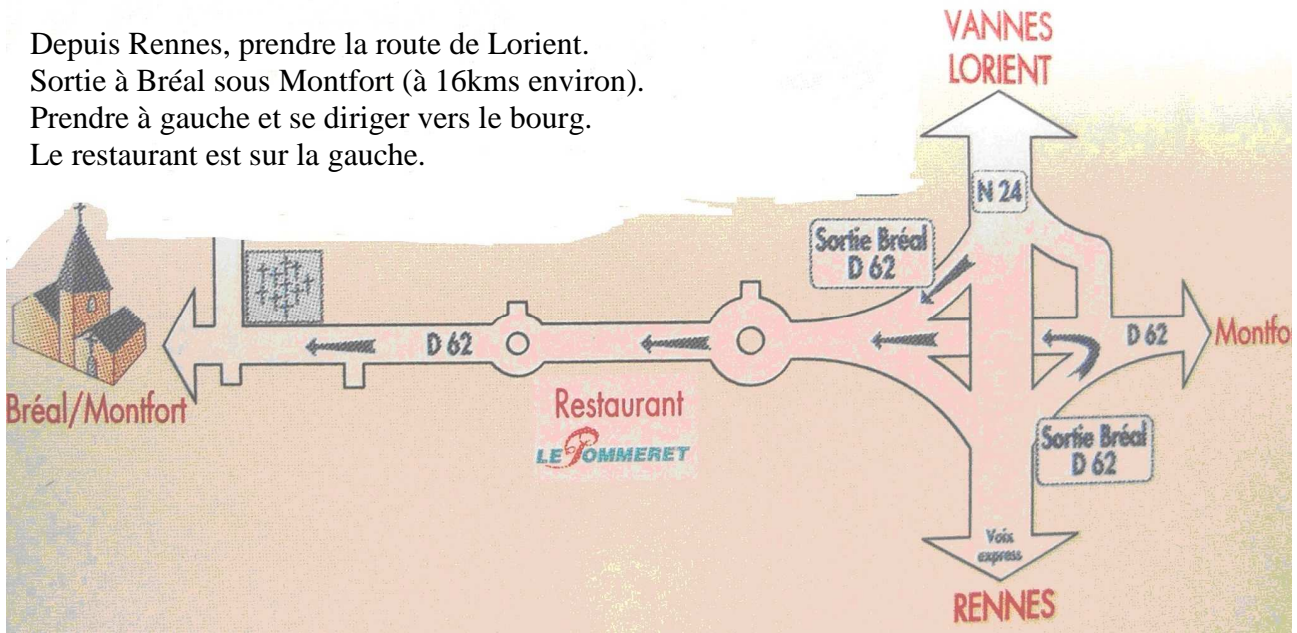 Depuis Rennes, prendre la route de Lorient.
Sortie à Bréal sous Montfort (à 16kms environ).
Prendre à gauche et se diriger vers le bourg.
Le restaurant est sur la gauche.
VANNES
LORIENT
N 24
Sortie Bréal
D 62
D 62
D 62
Montfo
Bréal/Montfort
Restaurant
LE POMMERET
Sortie Bréal
D 62
Voix
express
RENNES